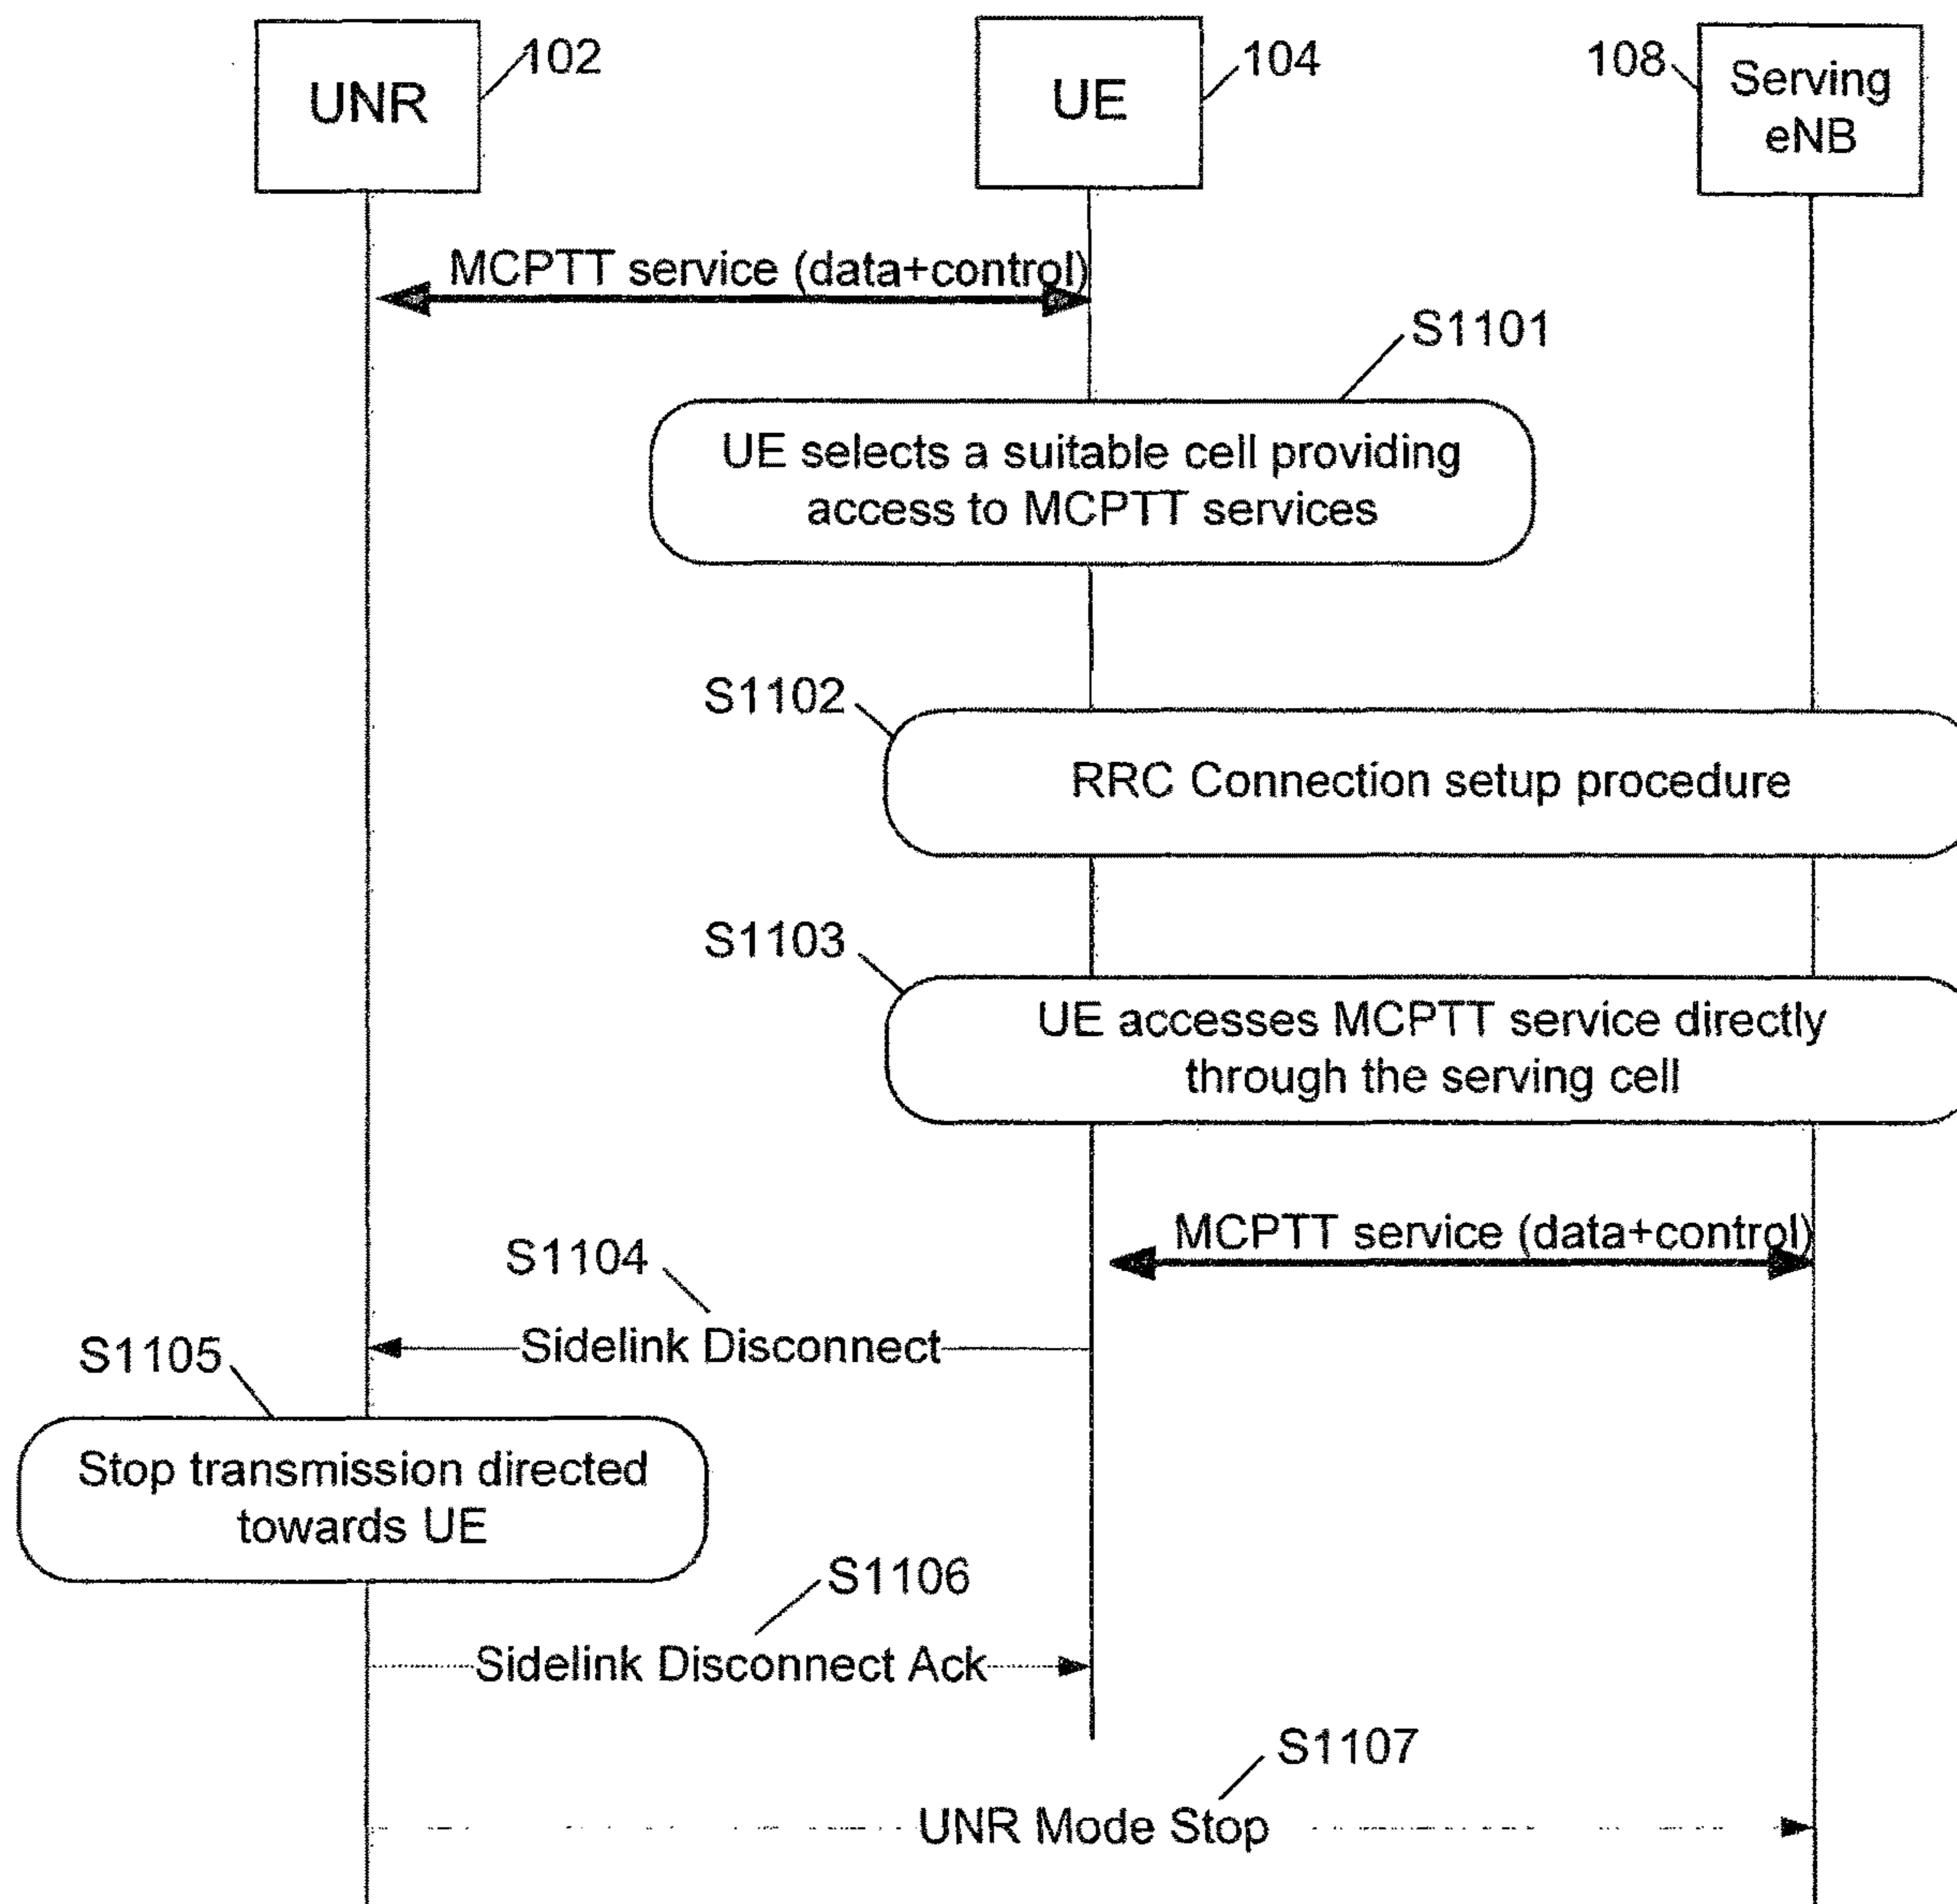 UNR
102
UE
104
108
Serving
eNB
MCPTT service (data+control)
S1101
UE selects a suitable cell providing
access to MCPTT services
S1102
RRC Connection setup procedure
S1103
UE accesses MCPTT service directly
through the serving cell
MCPTT service (data+control)
S1104
Sidelink Disconnect
S1105
Stop transmission directed
towards UE
S1106
Sidelink Disconnect Ack
S1107
UNR Mode Stop